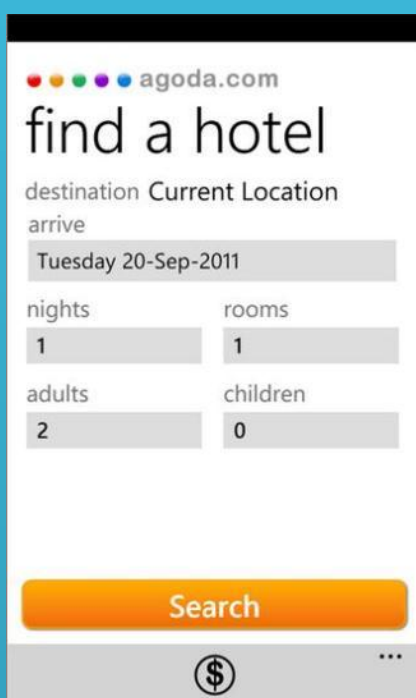 agoda.com
find a hotel
destination Current Location
arrive
Tuesday 20-Sep-2011
nights rooms
1 1
adults children
2 0
Search
$
...